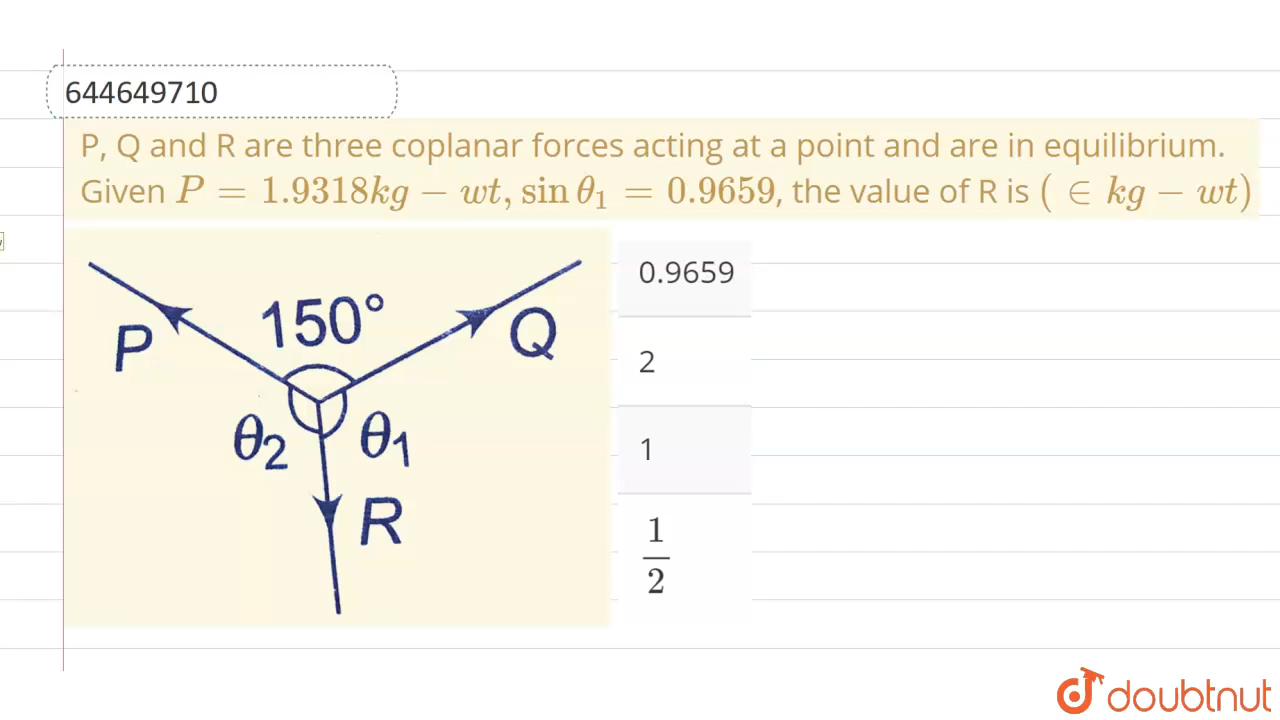 644649710
P, Q and R are three coplanar forces acting at a point and are in equilibrium.
Given P = 1.9318kg − wt, sin θ₁ = 0.9659, the value of R is ( ∈ kg − wt)
150°
P
Q
θ₂
θ₁
R
0.9659
2
1
1/2
doubtnut